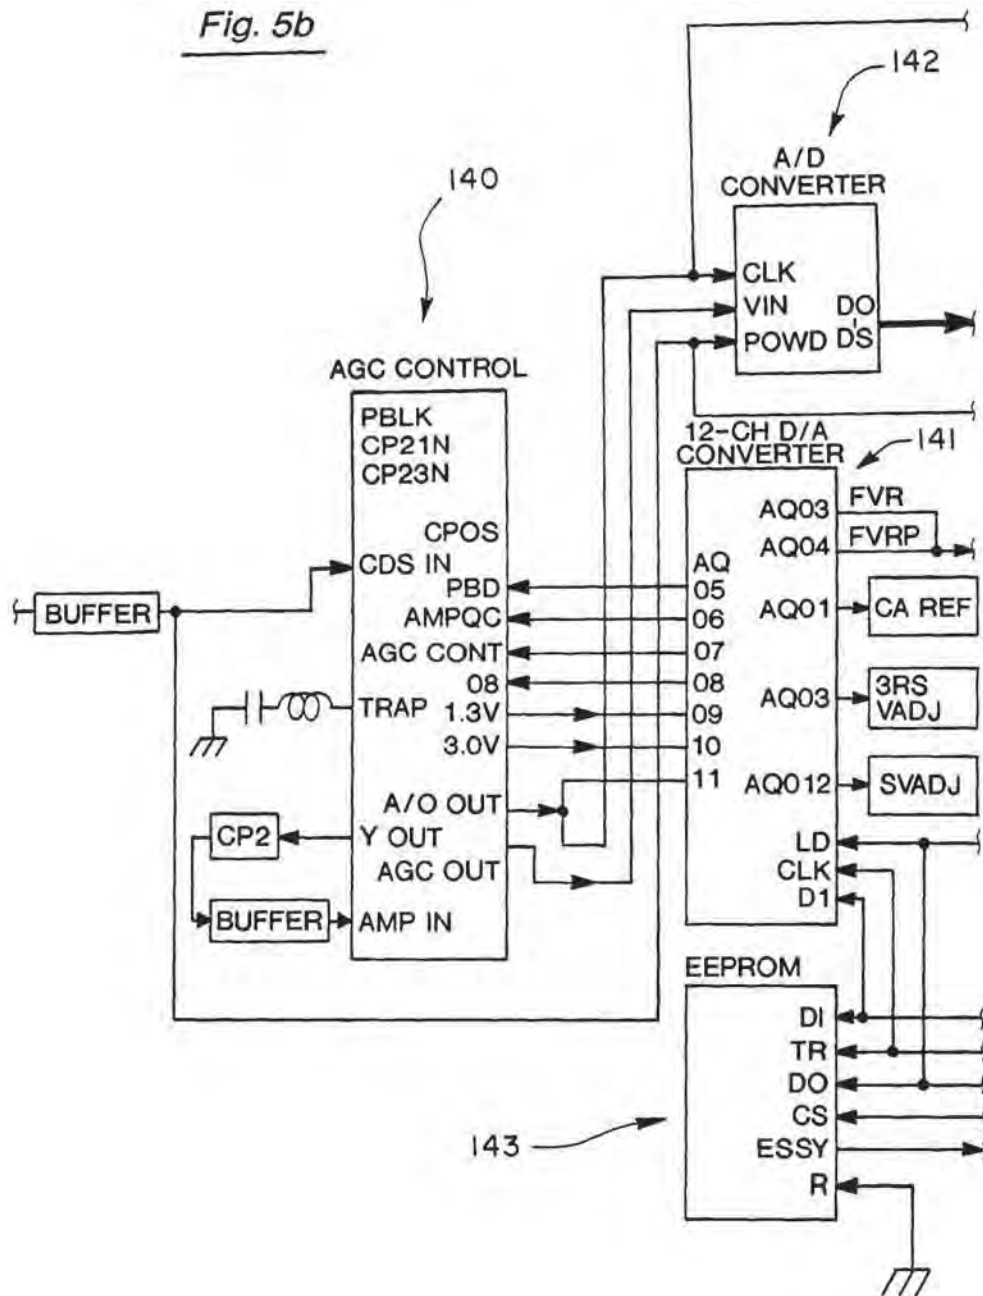 Fig. 5b
142
A/D
CONVERTER
140
CLK
VIN
DO
-
DS
POWD
AGC CONTROL
PBLK
CP21N
CP23N
CPOS
CDS IN
PBD
AMPQC
AGC CONT
08
TRAP
1.3V
3.0V
A/O OUT
Y OUT
AGC OUT
AMP IN
BUFFER
CP2
BUFFER
12-CH D/A
CONVERTER
141
AQ03
FVR
AQ04
FVRP
AQ
05
06
07
08
09
10
11
AQ01
CA REF
AQ03
3RS
VADJ
AQ012
SVADJ
LD
CLK
D1
EEPROM
DI
TR
DO
CS
ESSY
R
143